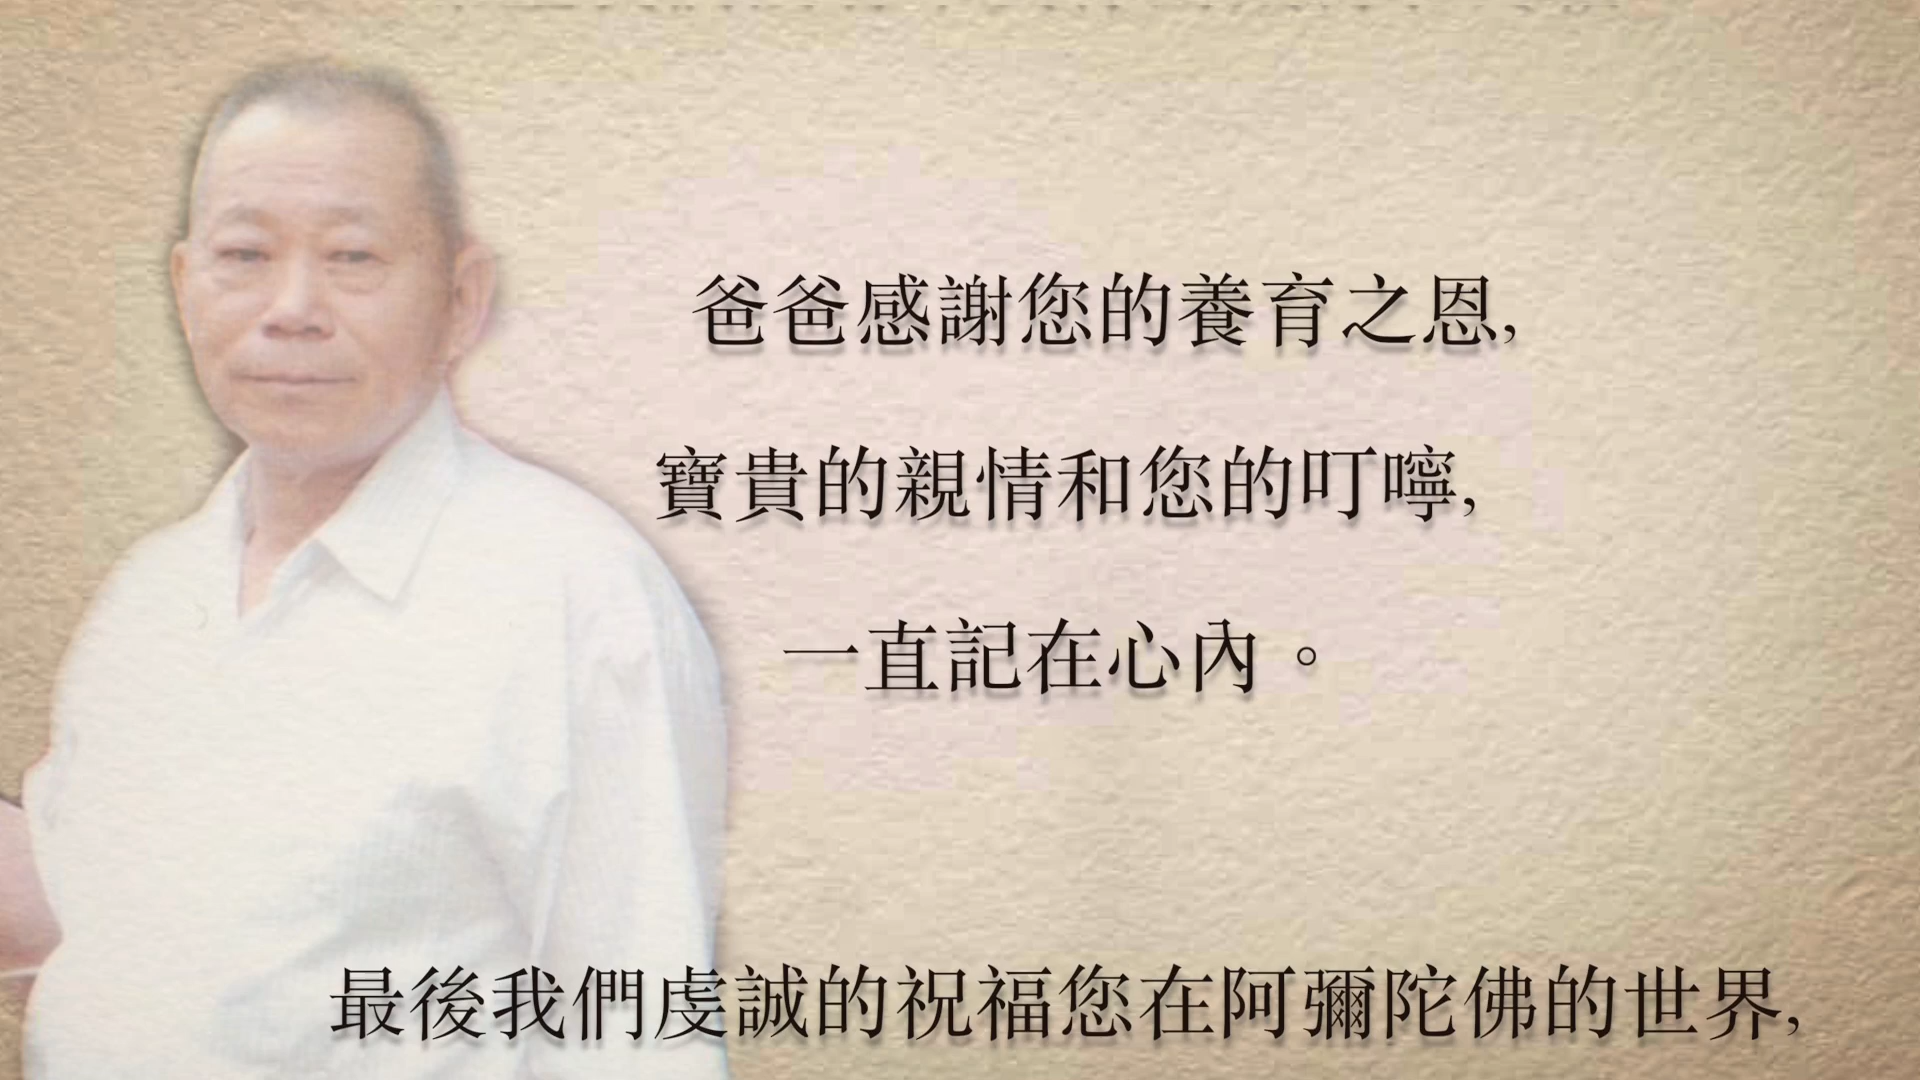 爸爸感謝您的養育之恩,
寶貴的親情和您的叮嚀,
一直記在心內。
最後我們虔誠的祝福您在阿彌陀佛的世界,